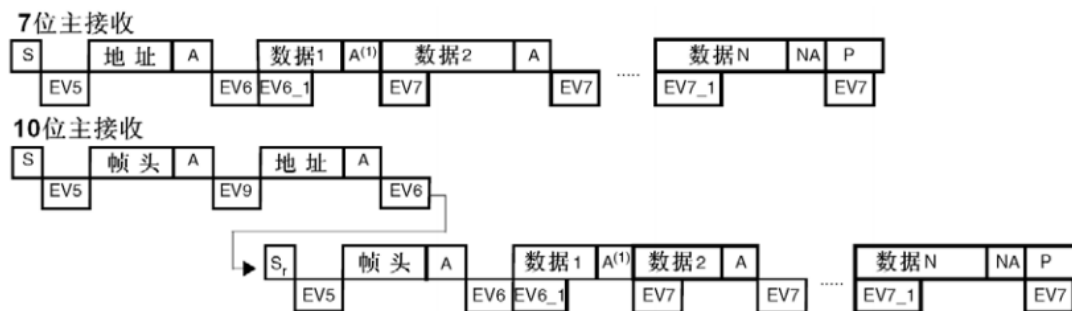 7位主接收
S 地址 A 数据1 A(1) 数据2 A ..... 数据N NA P
EV5 EV6 EV6_1 EV7 EV7 EV7_1 EV7
10位主接收
S 帧头 A 地址 A
EV5 EV9 EV6
Sr 帧头 A 数据1 A(1) 数据2 A ..... 数据N NA P
EV5 EV6 EV6_1 EV7 EV7 EV7_1 EV7